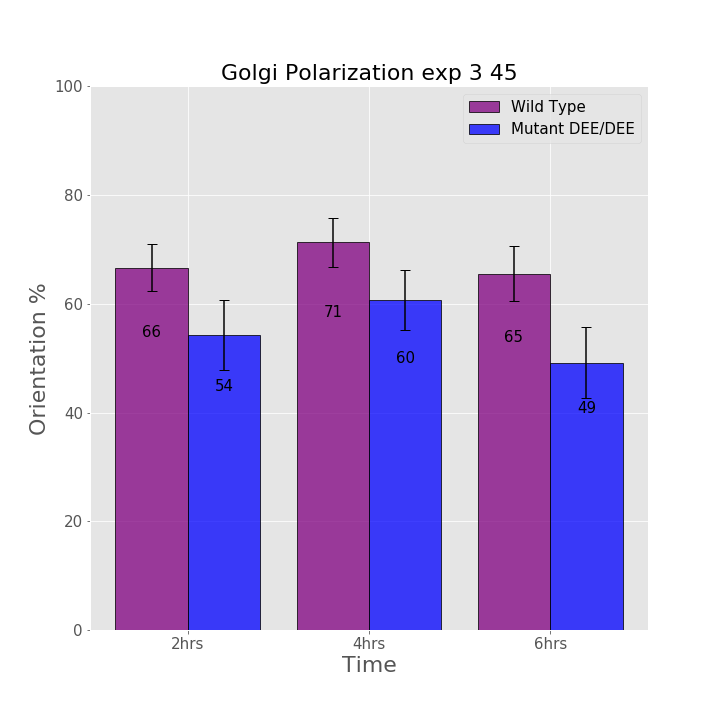 Golgi Polarization exp 3 45
Wild Type
Mutant DEE/DEE
Orientation %
100
80
60
40
20
0
66
54
71
60
65
49
2hrs
4hrs
6hrs
Time